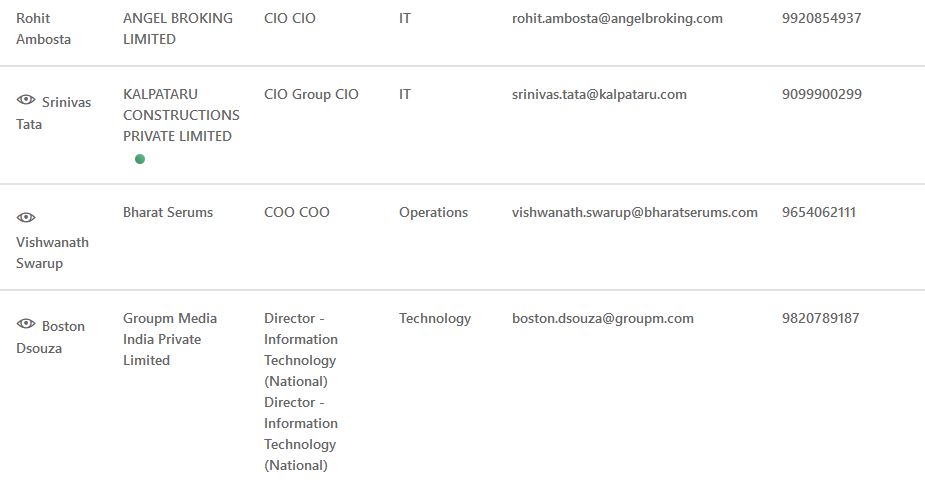 Rohit Ambosta
ANGEL BROKING LIMITED
CIO CIO
IT
rohit.ambosta@angelbroking.com
9920854937
Srinivas Tata
KALPATARU CONSTRUCTIONS PRIVATE LIMITED
CIO Group CIO
IT
srinivas.tata@kalpataru.com
9099900299
Vishwanath Swarup
Bharat Serums
COO COO
Operations
vishwanath.swarup@bharatserums.com
9654062111
Boston Dsouza
Groupm Media India Private Limited
Director - Information Technology (National) Director - Information Technology (National)
Technology
boston.dsouza@groupm.com
9820789187